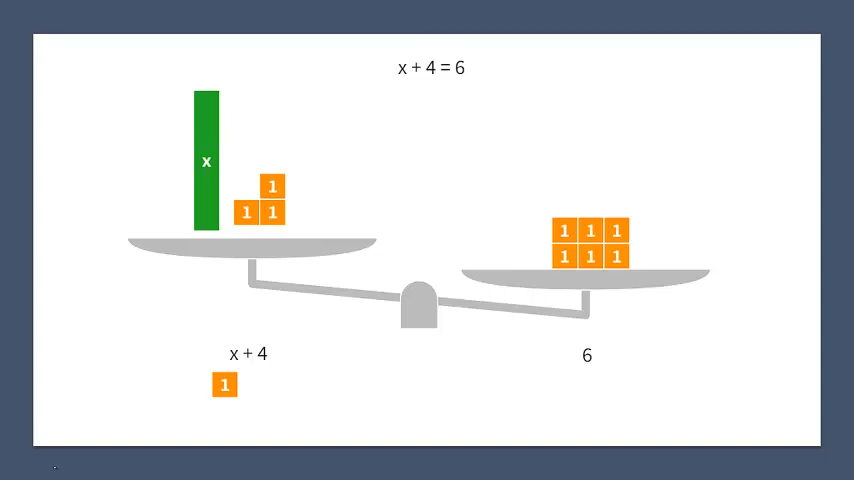 x + 4 = 6
x
1
1 1
1 1 1
1 1 1
x + 4
6
1